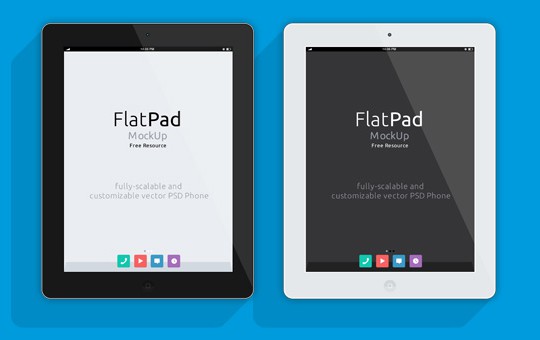 FlatPad
MockUp
Free Resource
fully-scalable and
customizable vector PSD Phone
FlatPad
MockUp
Free Resource
fully-scalable and
customizable vector PSD Phone